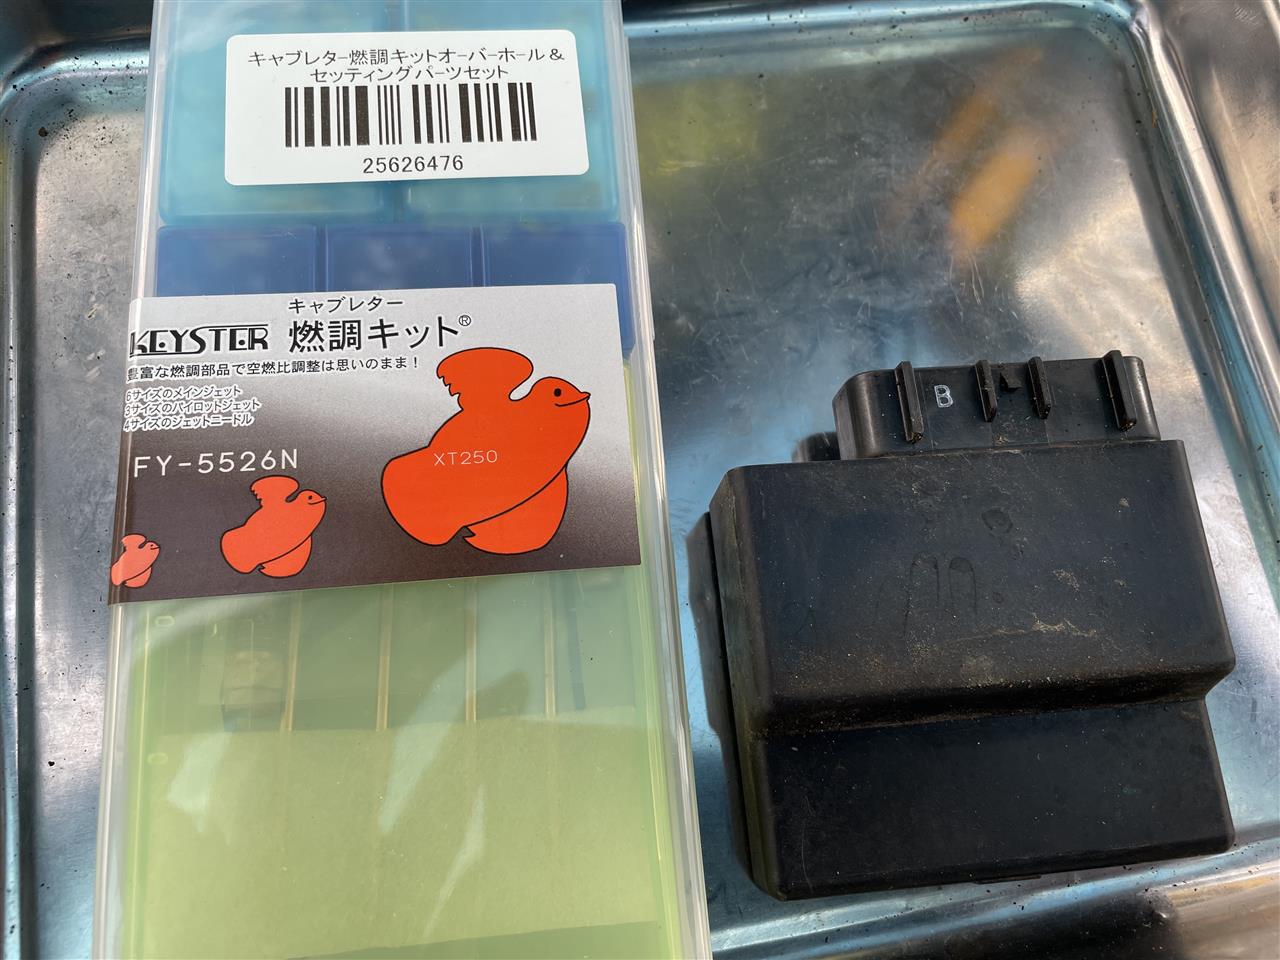 キャブレター燃調キットオーバーホール＆
セッティングパーツセット
25626476
キャブレター
KEYSTER 燃調キット®
豊富な燃調部品で空燃比調整は思いのまま！
6サイズのメインジェット
3サイズのパイロットジェット
4サイズのジェットニードル
FY-5526N
XT250
B